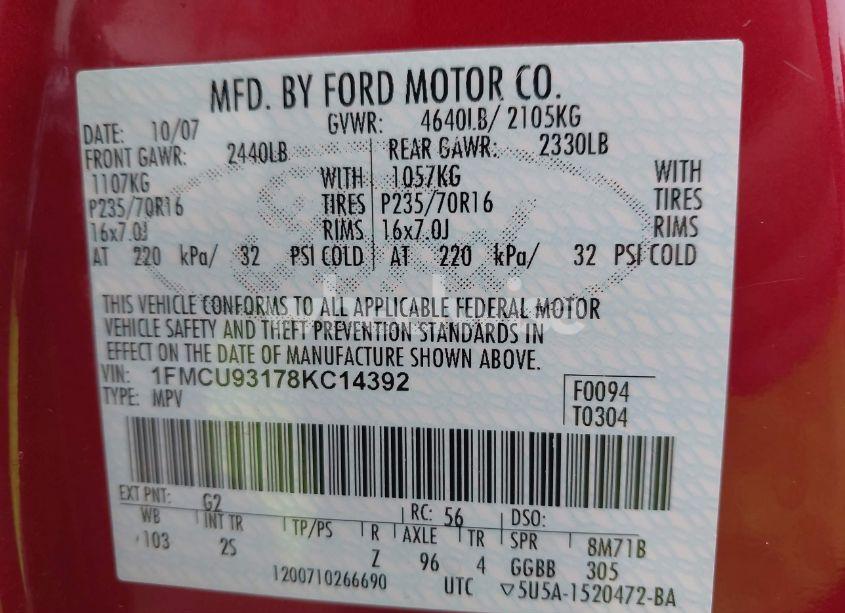 MFD. BY FORD MOTOR CO.
DATE: 10/07 GVWR: 4640LB/ 2105KG
FRONT GAWR: 2440LB REAR GAWR: 2330LB
1107KG WITH 1057KG WITH
P235/70R16 TIRES P235/70R16 TIRES
16x7.0J RIMS 16x7.0J RIMS
AT 220 kPa/ 32 PSI COLD AT 220 kPa/ 32 PSI COLD
THIS VEHICLE CONFORMS TO ALL APPLICABLE FEDERAL MOTOR
VEHICLE SAFETY AND THEFT PREVENTION STANDARDS IN
EFFECT ON THE DATE OF MANUFACTURE SHOWN ABOVE.
VIN: 1FMCU93178KC14392
TYPE: MPV
F0094
T0304
EXT PNT: G2 RC: 56 DSO:
WB INT TR TP/PS R AXLE TR SPR 8M71B
103 2S Z 96 4 GGBB 305
1200710266690 UTC ▽5U5A-1520472-BA